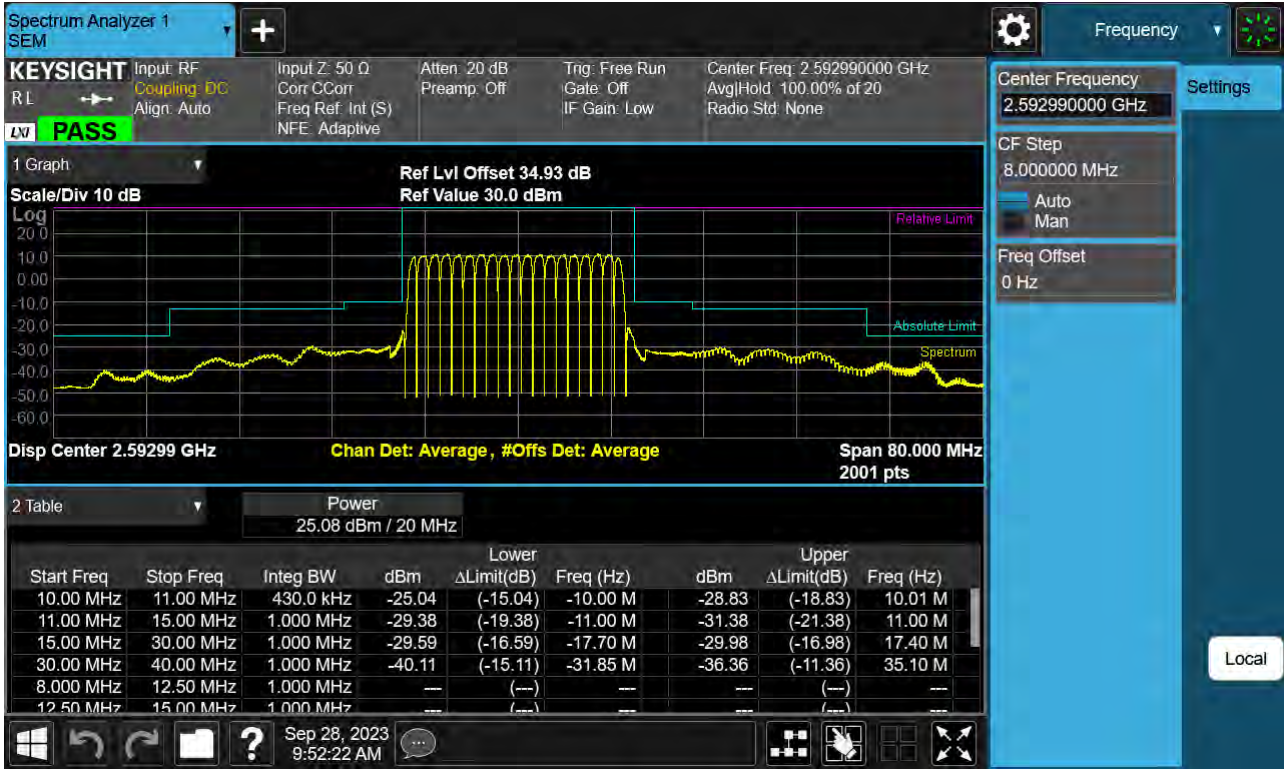 Spectrum Analyzer 1
SEM
Frequency
KEYSIGHT
R L
LXI
PASS
Input: RF
Coupling: DC
Align: Auto
Input Z: 50 Ω
Corr CCorr
Freq Ref: Int (S)
NFE: Adaptive
Atten: 20 dB
Preamp: Off
Trig: Free Run
Gate: Off
IF Gain: Low
Center Freq: 2.592990000 GHz
Avg|Hold: 100.00% of 20
Radio Std: None
Center Frequency
2.592990000 GHz
Settings
CF Step
8.000000 MHz
Auto
Man
Freq Offset
0 Hz
Local
1 Graph
Scale/Div 10 dB
Ref Lvl Offset 34.93 dB
Ref Value 30.0 dBm
Log
20.0
10.0
0.00
-10.0
-20.0
-30.0
-40.0
-50.0
-60.0
Relative Limit
Absolute Limit
Spectrum
Disp Center 2.59299 GHz
Chan Det: Average, #Offs Det: Average
Span 80.000 MHz
2001 pts
2 Table
Power
25.08 dBm / 20 MHz
Lower Upper
Start Freq Stop Freq Integ BW dBm ΔLimit(dB) Freq (Hz) dBm ΔLimit(dB) Freq (Hz)
10.00 MHz 11.00 MHz 430.0 kHz -25.04 (-15.04) -10.00 M -28.83 (-18.83) 10.01 M
11.00 MHz 15.00 MHz 1.000 MHz -29.38 (-19.38) -11.00 M -31.38 (-21.38) 11.00 M
15.00 MHz 30.00 MHz 1.000 MHz -29.59 (-16.59) -17.70 M -29.98 (-16.98) 17.40 M
30.00 MHz 40.00 MHz 1.000 MHz -40.11 (-15.11) -31.85 M -36.36 (-11.36) 35.10 M
8.000 MHz 12.50 MHz 1.000 MHz --- (---) --- --- (---) ---
12.50 MHz 15.00 MHz 1.000 MHz --- (---) --- --- (---) ---
Sep 28, 2023
9:52:22 AM